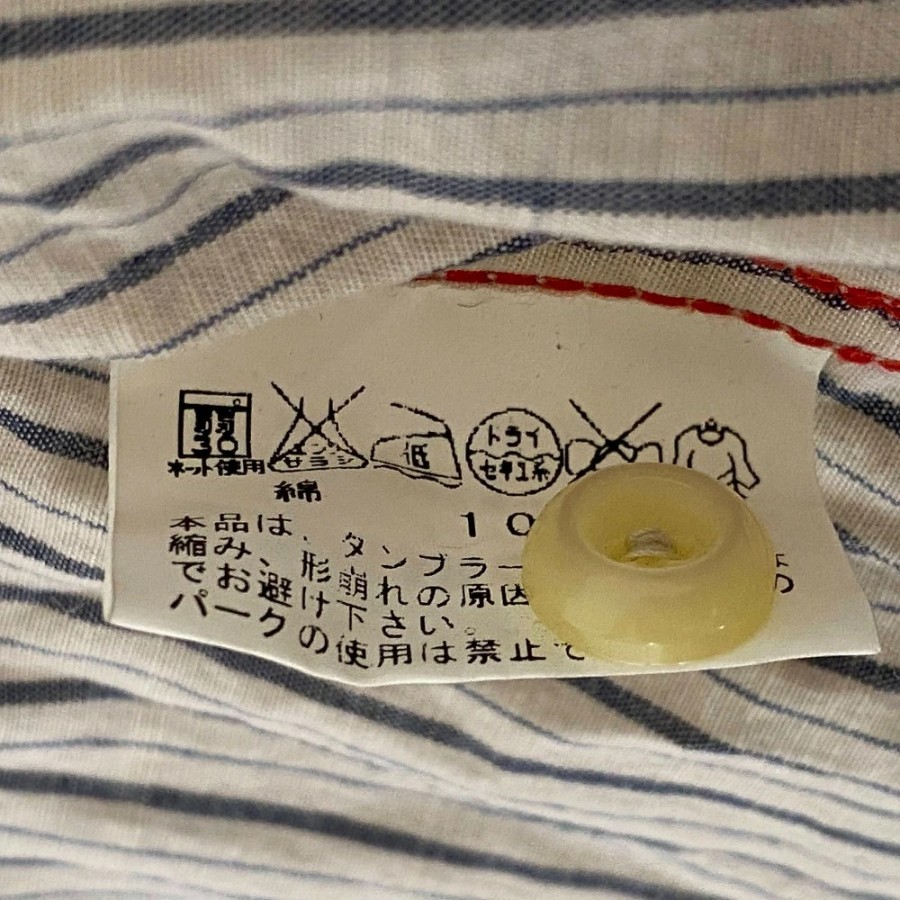 弱
30
ネット使用
エンソ
サラシ
低
ドライ
セキユ系
綿 10
本品は、タンブラー
縮み、形崩れの原因 の
でお避け下さい。
パークの使用は禁止で